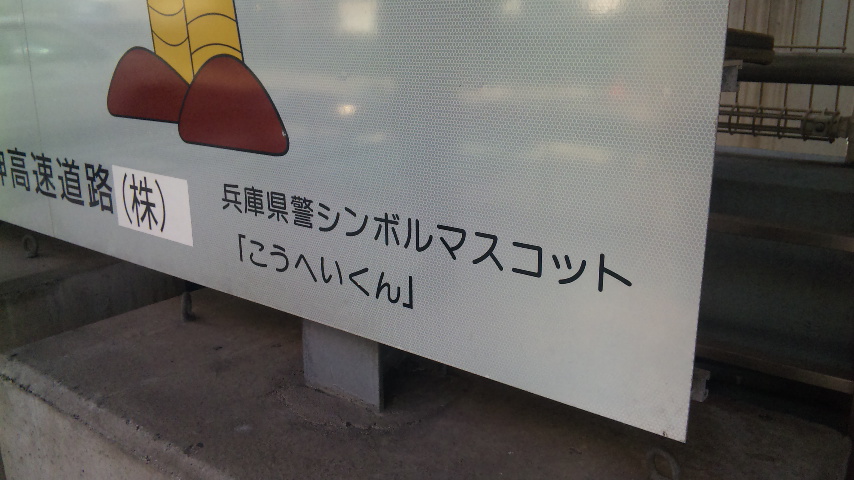 高速道路(株)
兵庫県警シンボルマスコット
「こうへいくん」